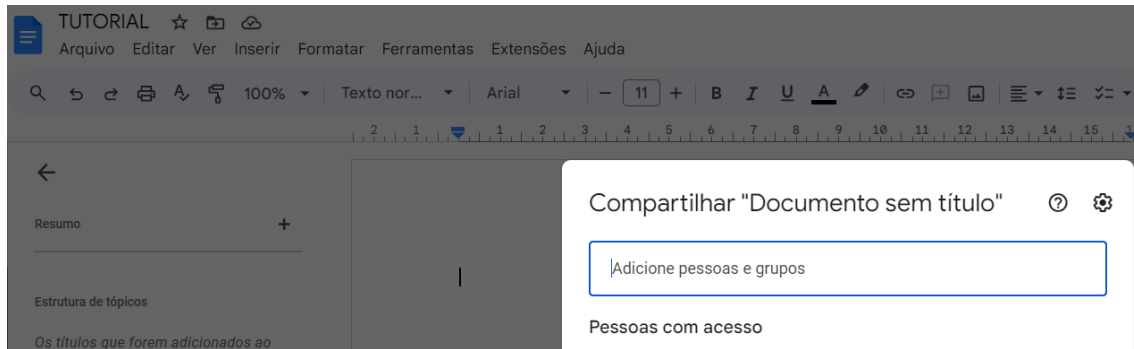 TUTORIAL
Arquivo Editar Ver Inserir Formatar Ferramentas Extensões Ajuda
100% Texto nor... Arial − 11 + B I U A
2 1 1 2 3 4 5 6 7 8 9 10 11 12 13 14 15
Compartilhar "Documento sem título"
Resumo +
Adicione pessoas e grupos
Estrutura de tópicos
Pessoas com acesso
Os títulos que forem adicionados ao